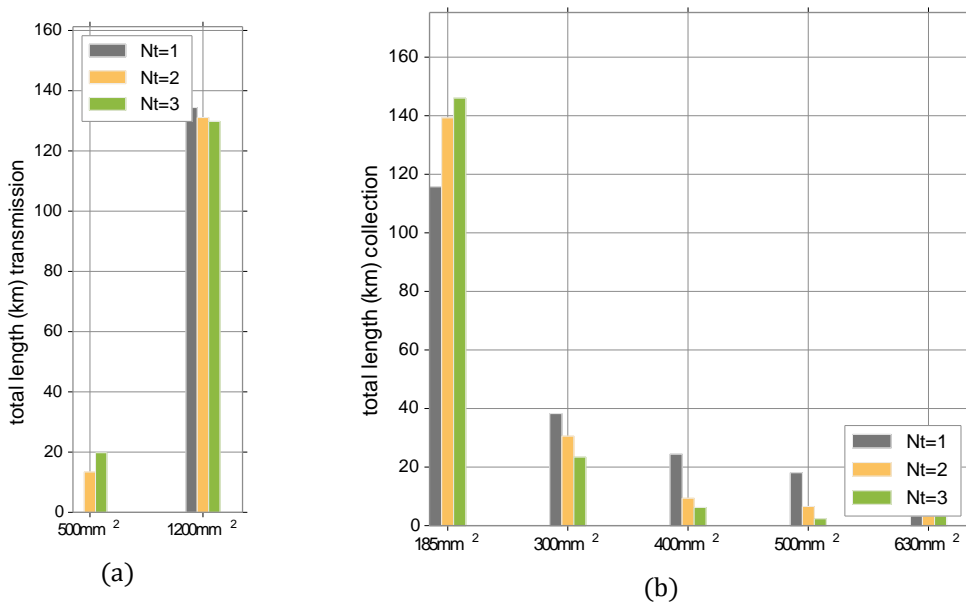 160
140
120
100
80
60
40
20
0
total length (km) transmission
Nt=1
Nt=2
Nt=3
500mm 2
1200mm 2
(a)
160
140
120
100
80
60
40
20
0
total length (km) collection
Nt=1
Nt=2
Nt=3
185mm 2
300mm 2
400mm 2
500mm 2
630mm 2
(b)